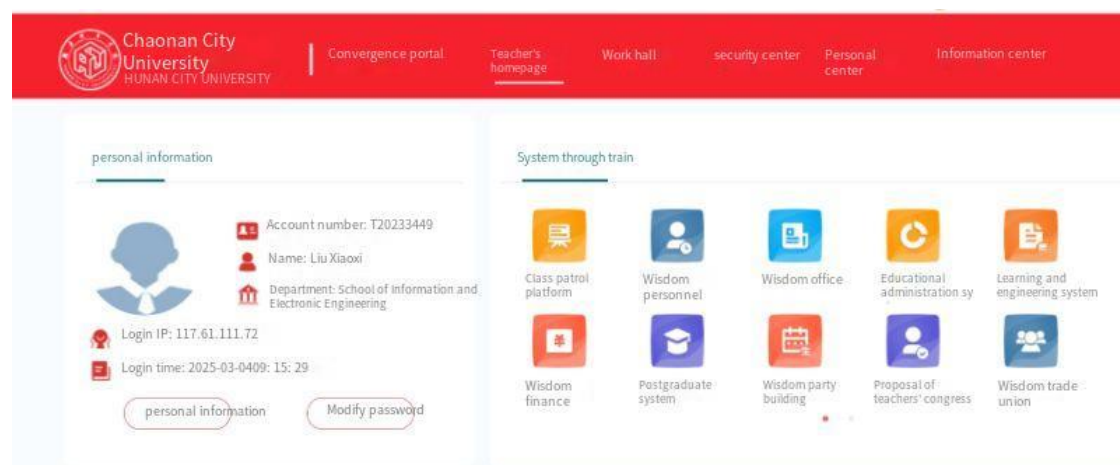 Chaonan City
University
HUNAN CITY UNIVERSITY
Convergence portal
Teacher's
homepage
Work hall
security center
Personal
center
Information center
personal information
Account number: T20233449
Name: Liu Xiaoxi
Department: School of Information and
Electronic Engineering
Login IP: 117.61.111.72
Login time: 2025-03-0409: 15: 29
personal information
Modify password
System through train
Class patrol
platform
Wisdom
personnel
Wisdom office
Educational
administration sy
Learning and
engineering system
Wisdom
finance
Postgraduate
system
Wisdom party
building
Proposal of
teachers' congress
Wisdom trade
union